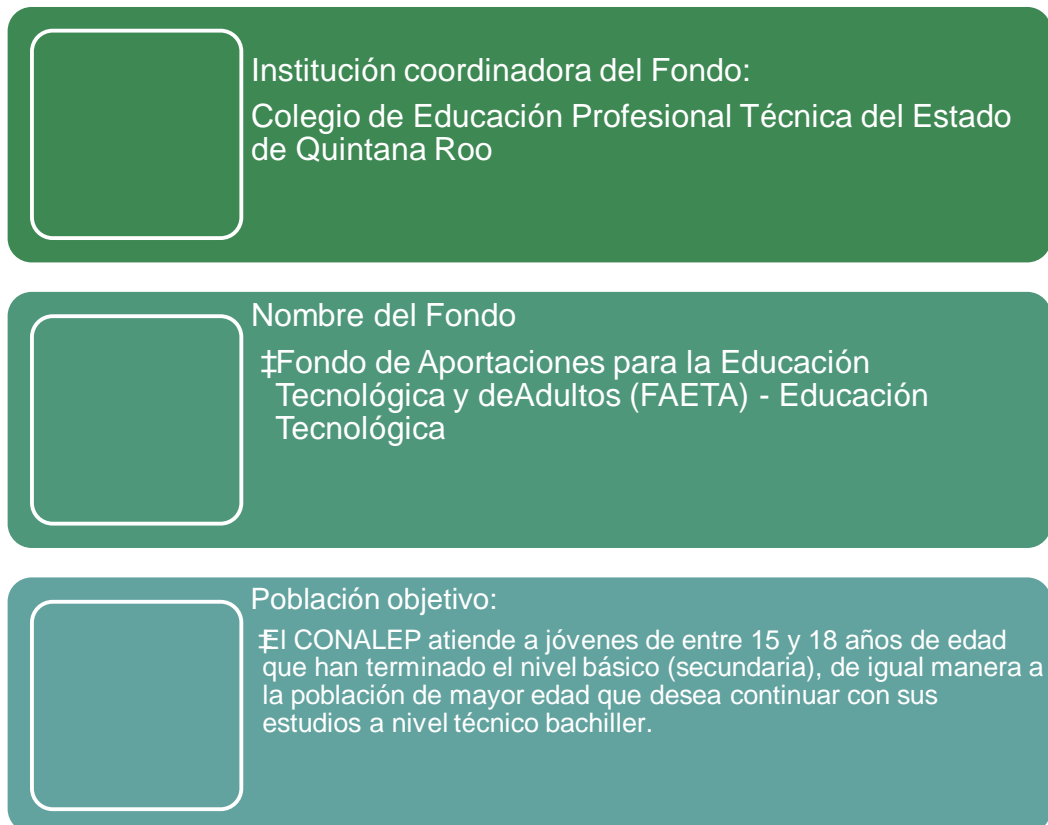 Institución coordinadora del Fondo:
Colegio de Educación Profesional Técnica del Estado
de Quintana Roo
Nombre del Fondo
‡Fondo de Aportaciones para la Educación
Tecnológica y deAdultos (FAETA) - Educación
Tecnológica
Población objetivo:
‡El CONALEP atiende a jóvenes de entre 15 y 18 años de edad
que han terminado el nivel básico (secundaria), de igual manera a
la población de mayor edad que desea continuar con sus
estudios a nivel técnico bachiller.